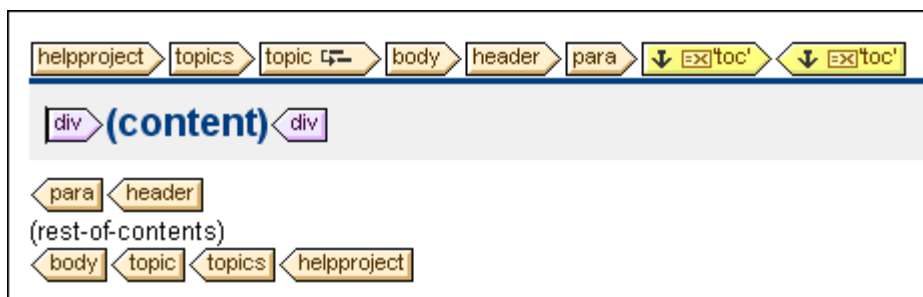 helpproject topics topic body header para =X'toc' =X'toc'
div (content) div
para header
(rest-of-contents)
body topic topics helpproject